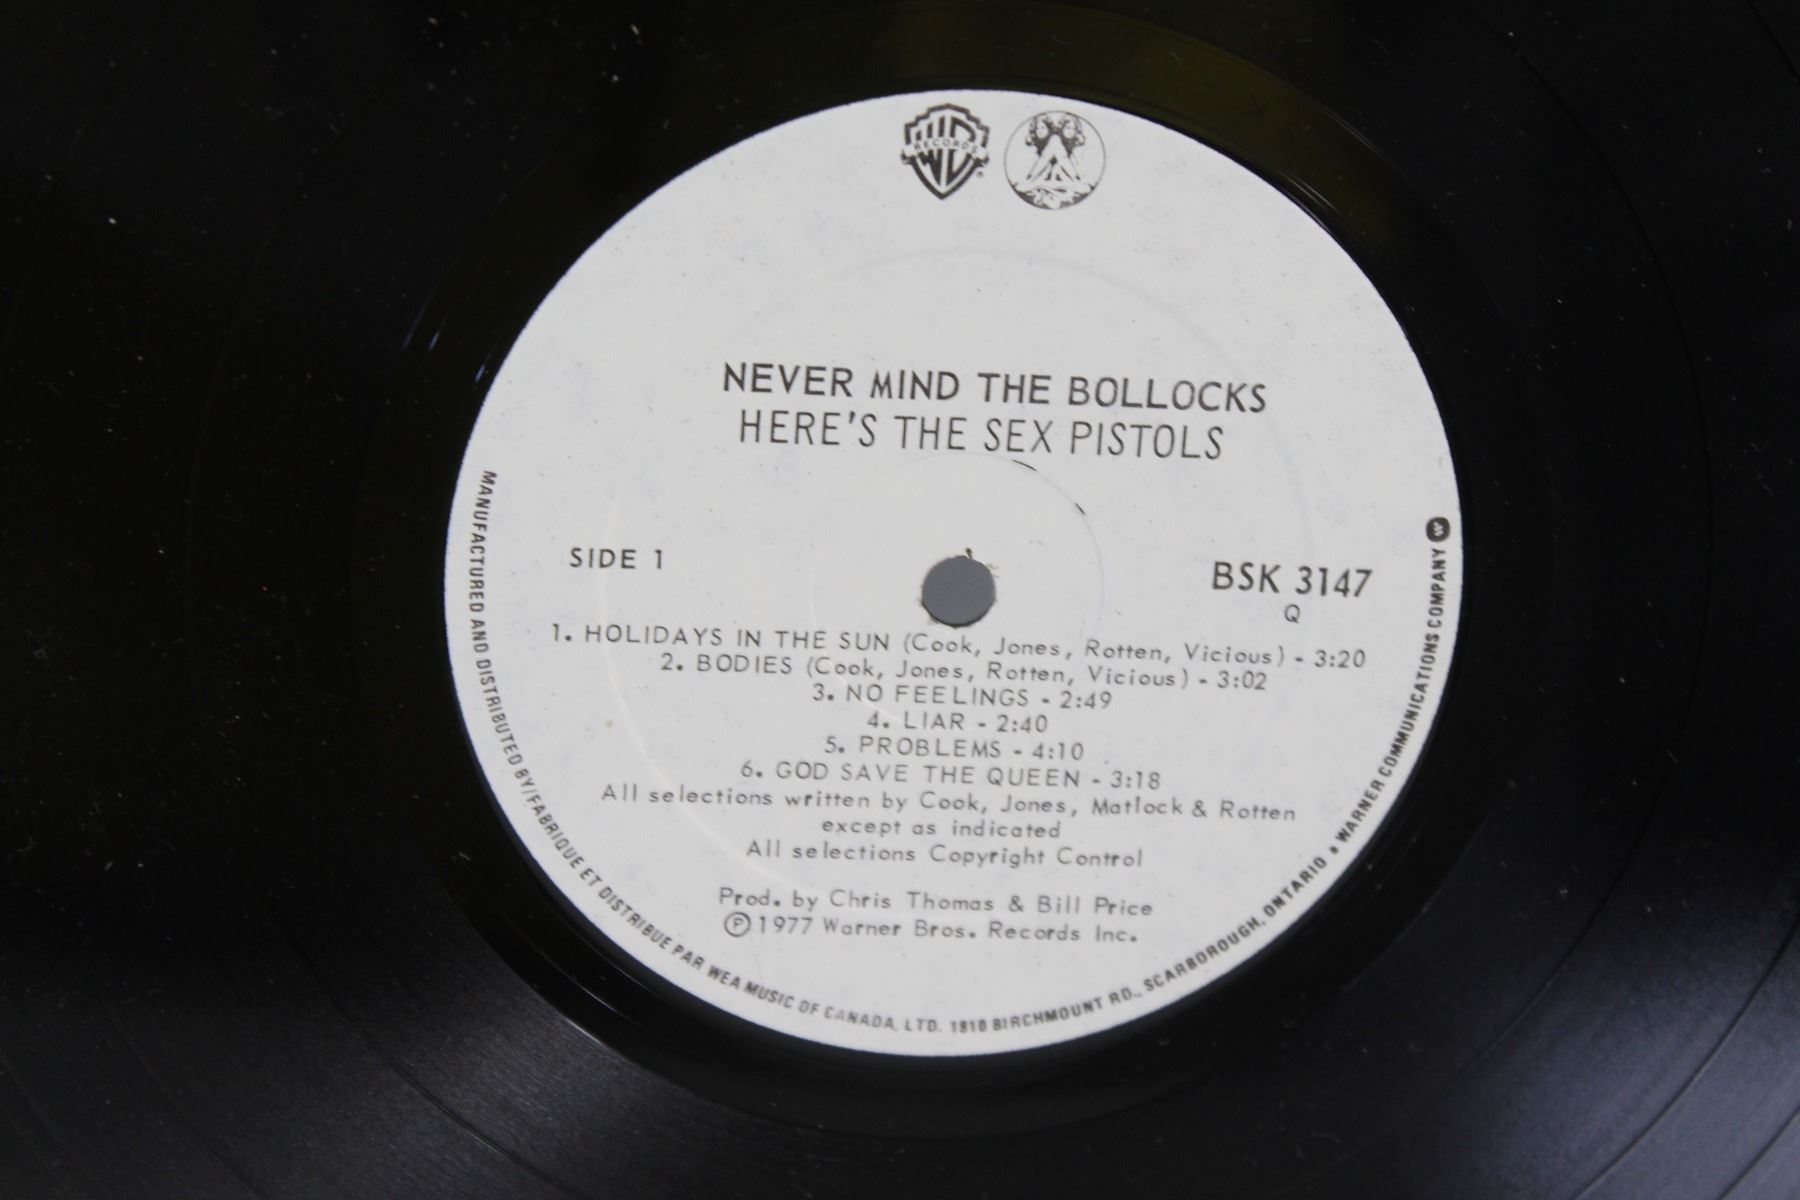 RECORDS
NEVER MIND THE BOLLOCKS
HERE'S THE SEX PISTOLS
SIDE 1
BSK 3147
Q
1. HOLIDAYS IN THE SUN (Cook, Jones, Rotten, Vicious) - 3:20
2. BODIES (Cook, Jones, Rotten, Vicious) - 3:02
3. NO FEELINGS - 2:49
4. LIAR - 2:40
5. PROBLEMS - 4:10
6. GOD SAVE THE QUEEN - 3:18
All selections written by Cook, Jones, Matlock & Rotten
except as indicated
All selections Copyright Control
Prod. by Chris Thomas & Bill Price
Ⓟ 1977 Warner Bros. Records Inc.
MANUFACTURED AND DISTRIBUTED BY/FABRIQUE ET DISTRIBUE PAR WEA MUSIC OF CANADA, LTD. 1810 BIRCHMOUNT RD., SCARBOROUGH, ONTARIO • WARNER COMMUNICATIONS COMPANY